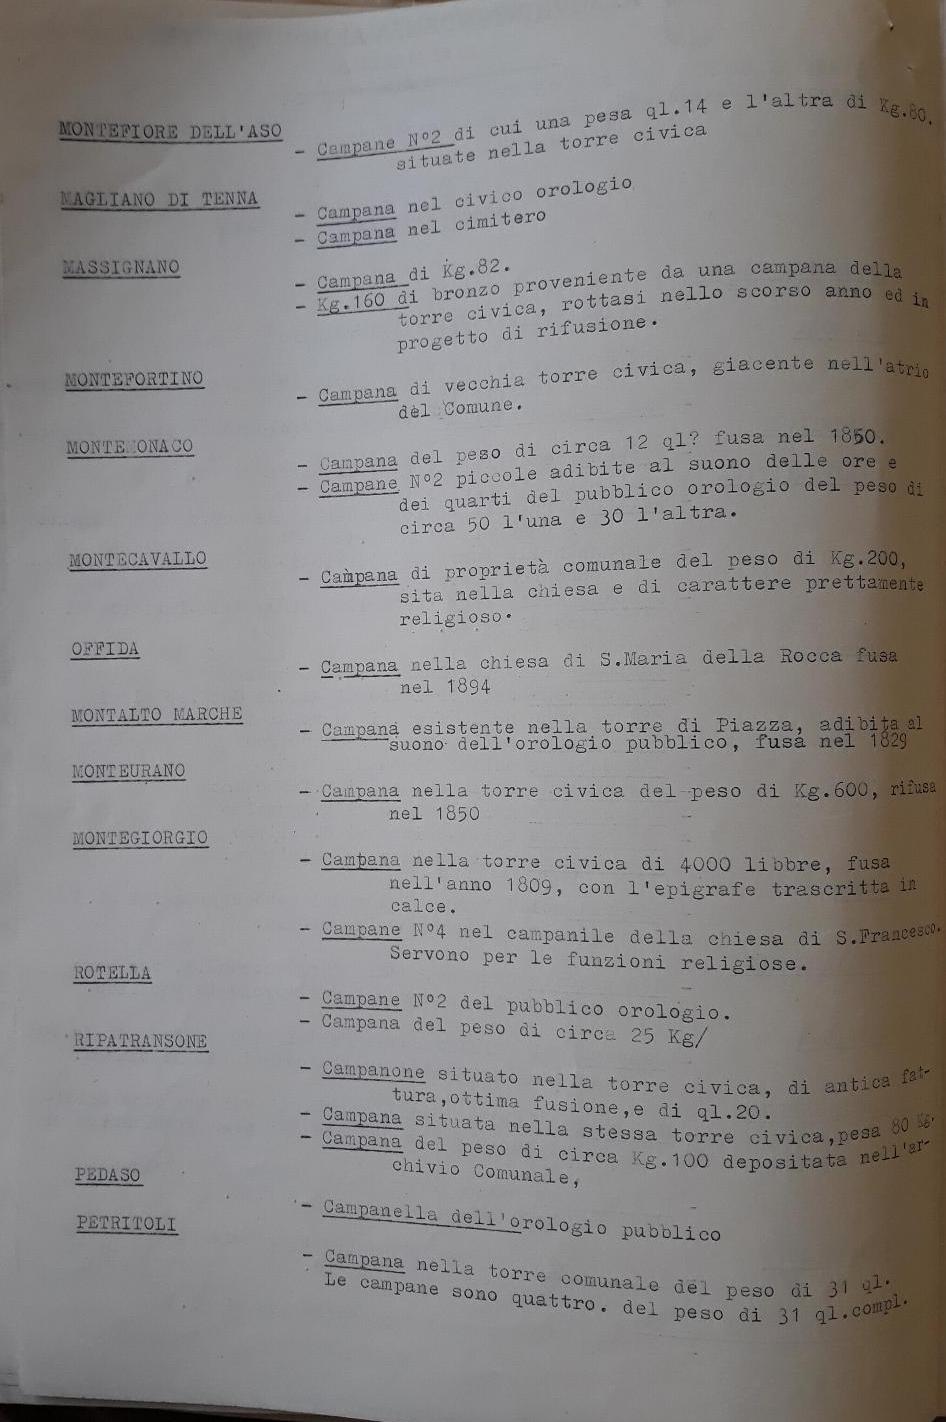 MONTEFIORE DELL'ASO
- Campane N°2 di cui una pesa ql.14 e l'altra di Kg.80.
situate nella torre civica
MAGLIANO DI TENNA
- Campana nel civico orologio
- Campana nel cimitero
MASSIGNANO
- Campana di Kg.82.
- Kg.160 di bronzo proveniente da una campana della
torre civica, rottasi nello scorso anno ed in
progetto di rifusione.
MONTEFORTINO
- Campana di vecchia torre civica, giacente nell'atrio
del Comune.
MONTEMONACO
- Campana del peso di circa 12 ql? fusa nel 1850.
- Campane N°2 piccole adibite al suono delle ore e
dei quarti del pubblico orologio del peso di
circa 50 l'una e 30 l'altra.
MONTECAVALLO
- Campana di proprietà comunale del peso di Kg.200,
sita nella chiesa e di carattere prettamente
religioso.
OFFIDA
- Campana nella chiesa di S.Maria della Rocca fusa
nel 1894
MONTALTO MARCHE
- Campana esistente nella torre di Piazza, adibita al
suono dell'orologio pubblico, fusa nel 1829
MONTEURANO
- Campana nella torre civica del peso di Kg.600, rifusa
nel 1850
MONTEGIORGIO
- Campana nella torre civica di 4000 libbre, fusa
nell'anno 1809, con l'epigrafe trascritta in
calce.
- Campane N°4 nel campanile della chiesa di S.Francesco.
Servono per le funzioni religiose.
ROTELLA
- Campane N°2 del pubblico orologio.
- Campana del peso di circa 25 Kg/
RIPATRANSONE
- Campanone situato nella torre civica, di antica fat-
tura,ottima fusione,e di ql.20.
- Campana situata nella stessa torre civica,pesa 80 Kg.
- Campana del peso di circa Kg.100 depositata nell'ar-
chivio Comunale,
PEDASO
- Campanella dell'orologio pubblico
PETRITOLI
- Campana nella torre comunale del peso di 31 ql.
Le campane sono quattro. del peso di 31 ql.compl.